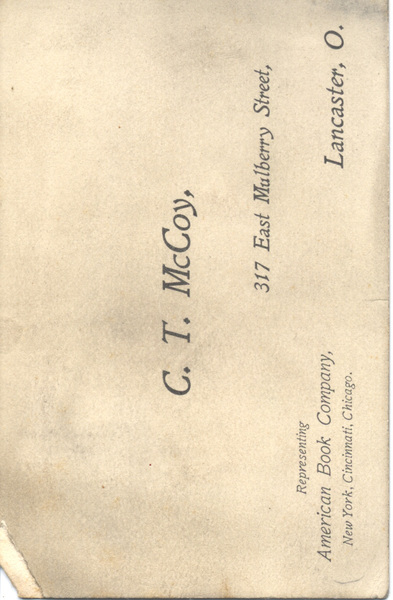 C. T. McCoy,
317 East Mulberry Street,
Representing
American Book Company,
New York, Cincinnati, Chicago.
Lancaster, O.